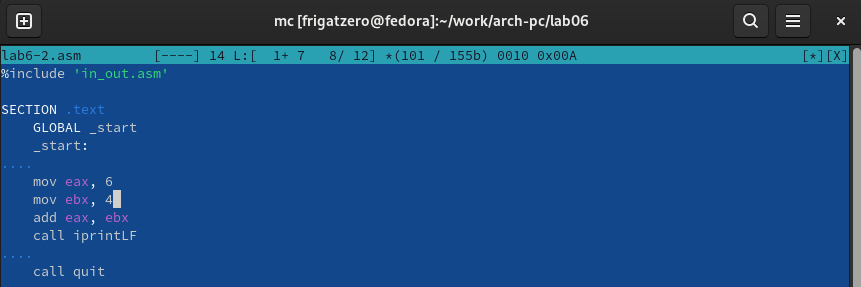 mc [frigatzero@fedora]:~/work/arch-pc/lab06
lab6-2.asm         [----] 14 L:[  1+ 7   8/ 12] *(101 / 155b) 0010 0x00A                            [*][X]
%include 'in_out.asm'

SECTION .text
    GLOBAL _start
    _start:
....
    mov eax, 6
    mov ebx, 4
    add eax, ebx
    call iprintLF
....
    call quit